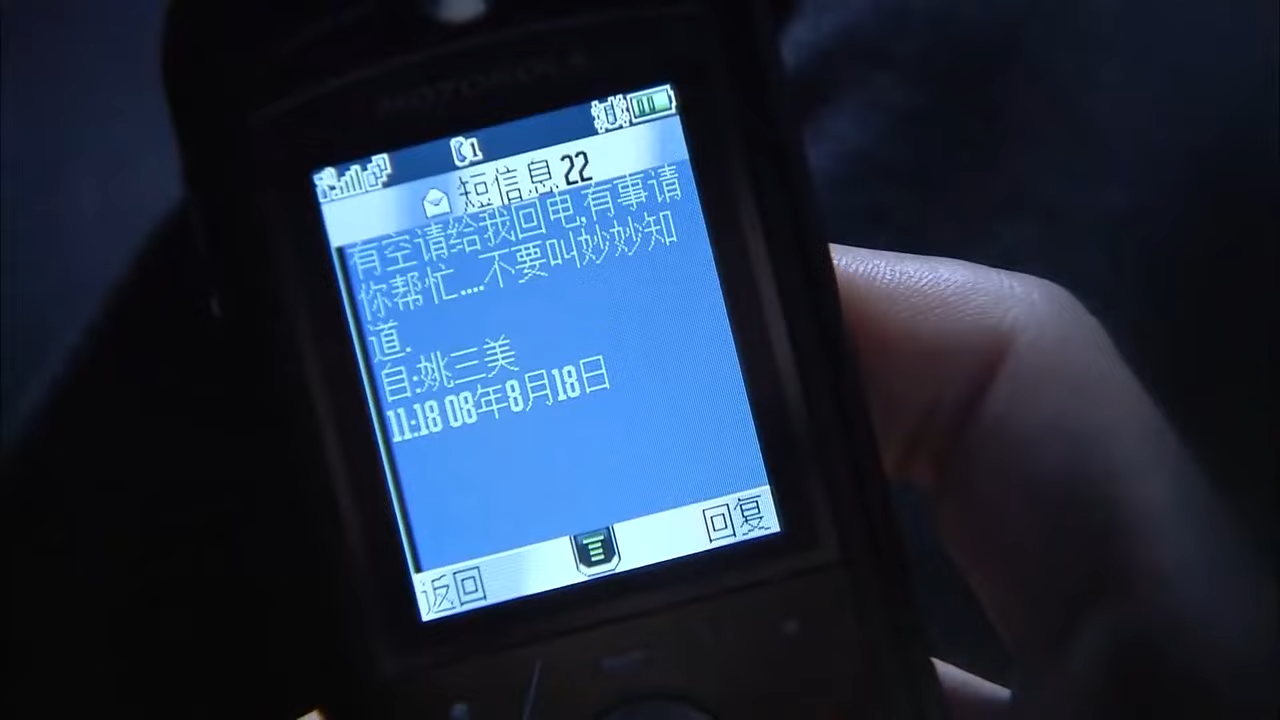 MOTOROLA
1
短信息 22
有空请给我回电,有事请
你帮忙....不要叫妙妙知
道.
自:姚三美
11:18 08年8月18日
返回
回复